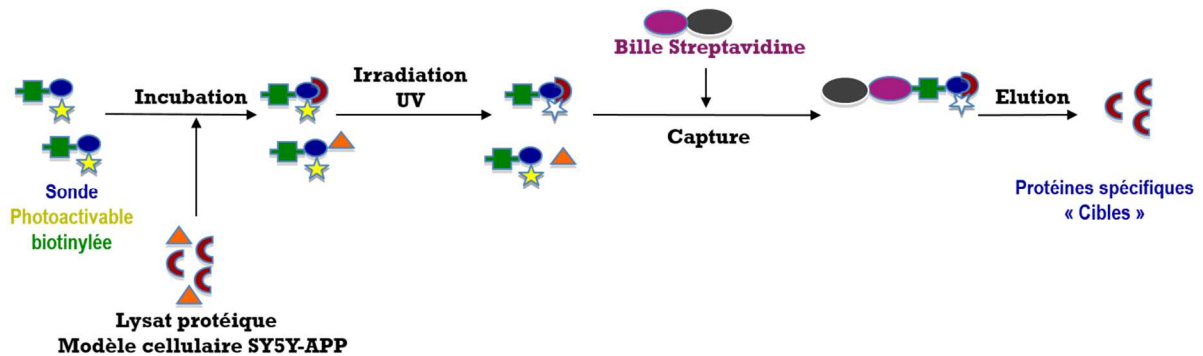 Bille Streptavidine
Incubation
Irradiation
UV
Capture
Elution
Sonde
Photoactivable
biotinylée
Protéines spécifiques
« Cibles »
Lysat protéique
Modèle cellulaire SY5Y-APP